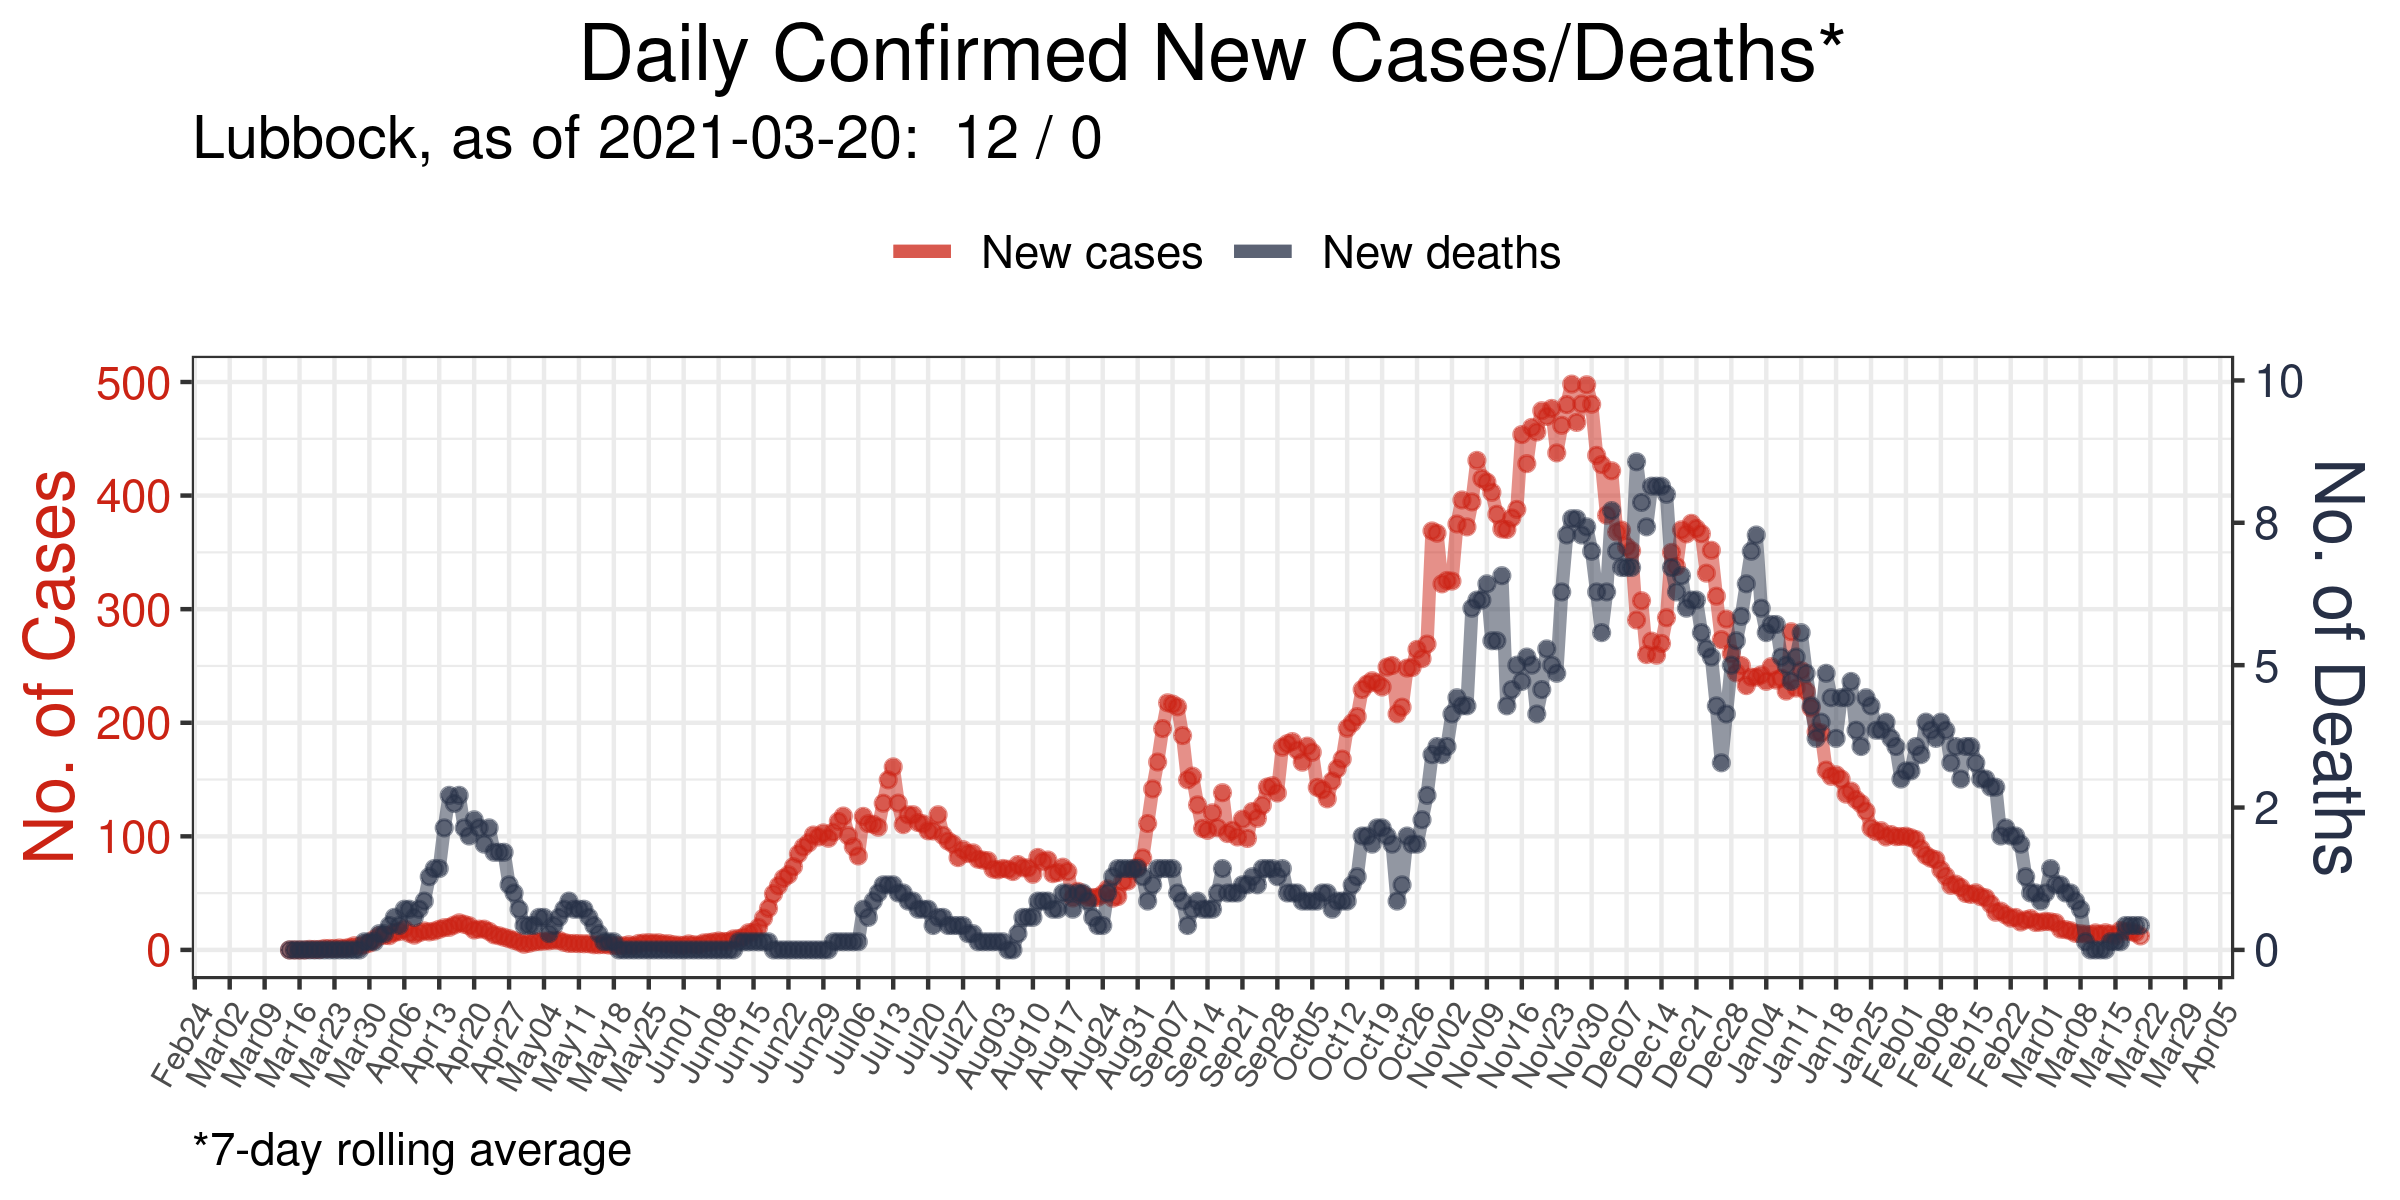 Daily Confirmed New Cases/Deaths*
Lubbock, as of 2021-03-20:  12 / 0
New cases New deaths
No. of Cases
500
400
300
200
100
0
10
8
5
2
0
No. of Deaths
Feb24 Mar02 Mar09 Mar16 Mar23 Mar30 Apr06 Apr13 Apr20 Apr27 May04 May11 May18 May25 Jun01 Jun08 Jun15 Jun22 Jun29 Jul06 Jul13 Jul20 Jul27 Aug03 Aug10 Aug17 Aug24 Aug31 Sep07 Sep14 Sep21 Sep28 Oct05 Oct12 Oct19 Oct26 Nov02 Nov09 Nov16 Nov23 Nov30 Dec07 Dec14 Dec21 Dec28 Jan04 Jan11 Jan18 Jan25 Feb01 Feb08 Feb15 Feb22 Mar01 Mar08 Mar15 Mar22 Mar29 Apr05
*7-day rolling average